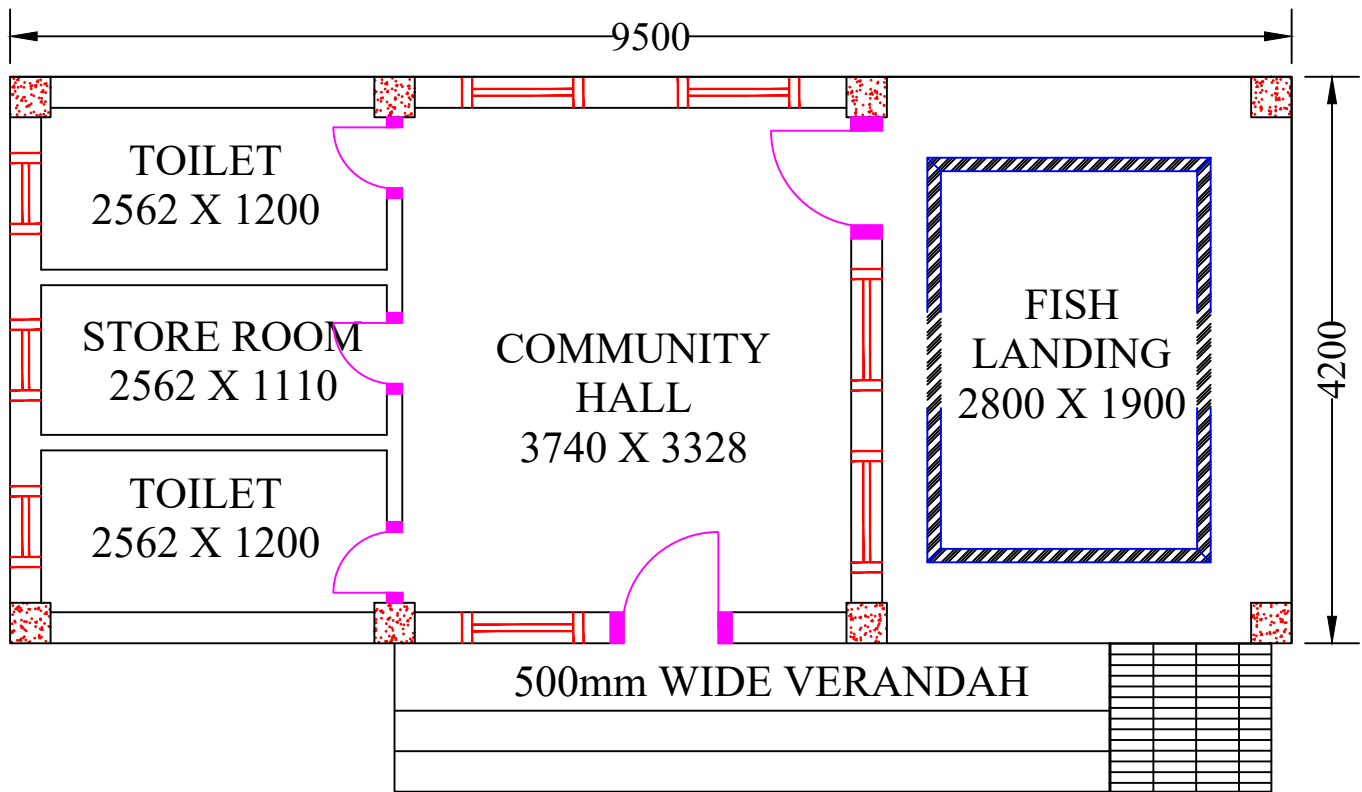 9500
TOILET
2562 X 1200
STORE ROOM
2562 X 1110
TOILET
2562 X 1200
COMMUNITY
HALL
3740 X 3328
FISH
LANDING
2800 X 1900
4200
500mm WIDE VERANDAH